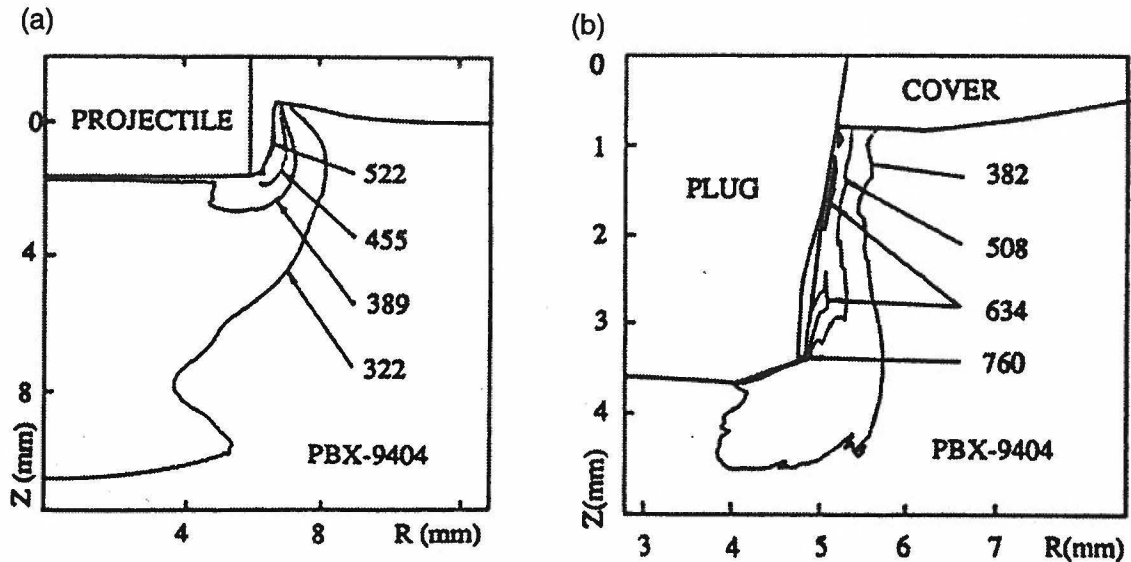 (a)
PROJECTILE
0
4
8
Z (mm)
522
455
389
322
PBX-9404
4
8
R (mm)
(b)
0
1
2
3
4
Z(mm)
COVER
PLUG
382
508
634
760
PBX-9404
3
4
5
6
7
R(mm)